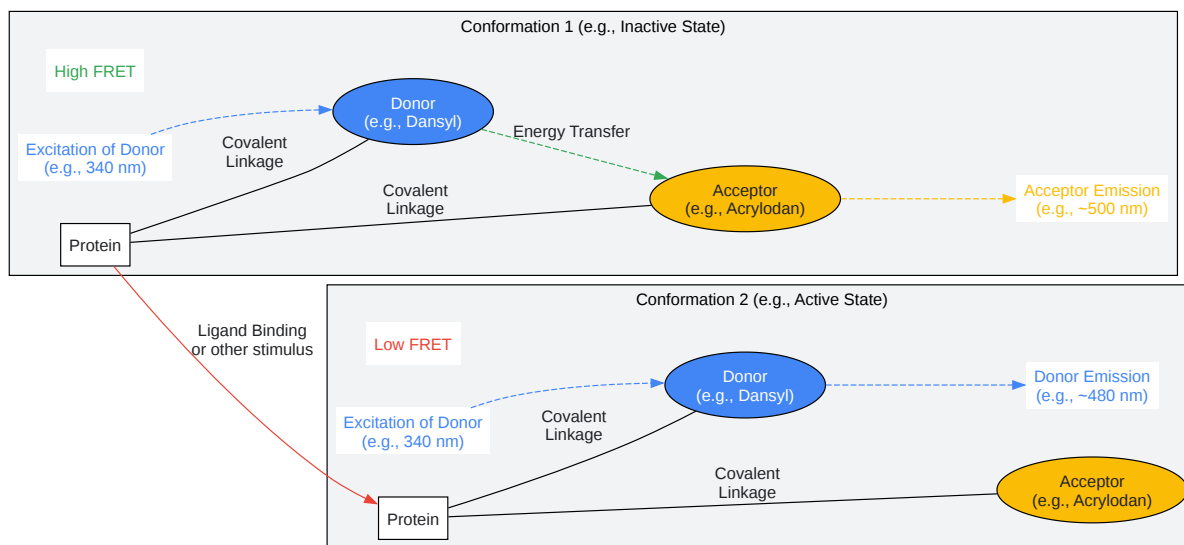 Conformation 1 (e.g., Inactive State)
High FRET
Donor
(e.g., Dansyl)
Energy Transfer
Excitation of Donor
(e.g., 340 nm)
Covalent
Linkage
Covalent
Linkage
Acceptor
(e.g., Acrylodan)
Acceptor Emission
(e.g., ~500 nm)
Protein
Ligand Binding
or other stimulus
Conformation 2 (e.g., Active State)
Low FRET
Donor
(e.g., Dansyl)
Donor Emission
(e.g., ~480 nm)
Excitation of Donor
(e.g., 340 nm)
Covalent
Linkage
Covalent
Linkage
Acceptor
(e.g., Acrylodan)
Protein